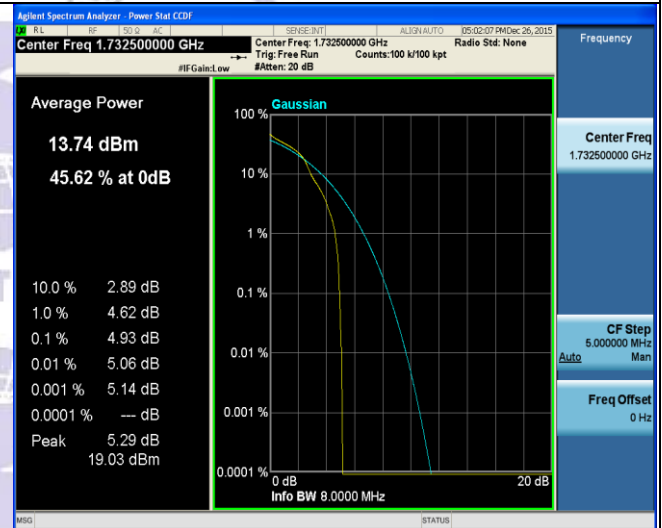 Agilent Spectrum Analyzer - Power Stat CCDF
LXI RL RF 50 Ω AC SENSE:INT ALIGN AUTO 05:02:07 PM Dec 26, 2015
Center Freq 1.732500000 GHz
Center Freq: 1.732500000 GHz Radio Std: None
Trig: Free Run Counts:100 k/100 kpt
#IFGain:Low #Atten: 20 dB
Frequency
Average Power
13.74 dBm
45.62 % at 0dB
10.0 % 2.89 dB
1.0 % 4.62 dB
0.1 % 4.93 dB
0.01 % 5.06 dB
0.001 % 5.14 dB
0.0001 % --- dB
Peak 5.29 dB
19.03 dBm
Gaussian
100 %
10 %
1 %
0.1 %
0.01 %
0.001 %
0.0001 %
0 dB 20 dB
Info BW 8.0000 MHz
Center Freq
1.732500000 GHz
CF Step
5.000000 MHz
Auto Man
Freq Offset
0 Hz
MSG STATUS